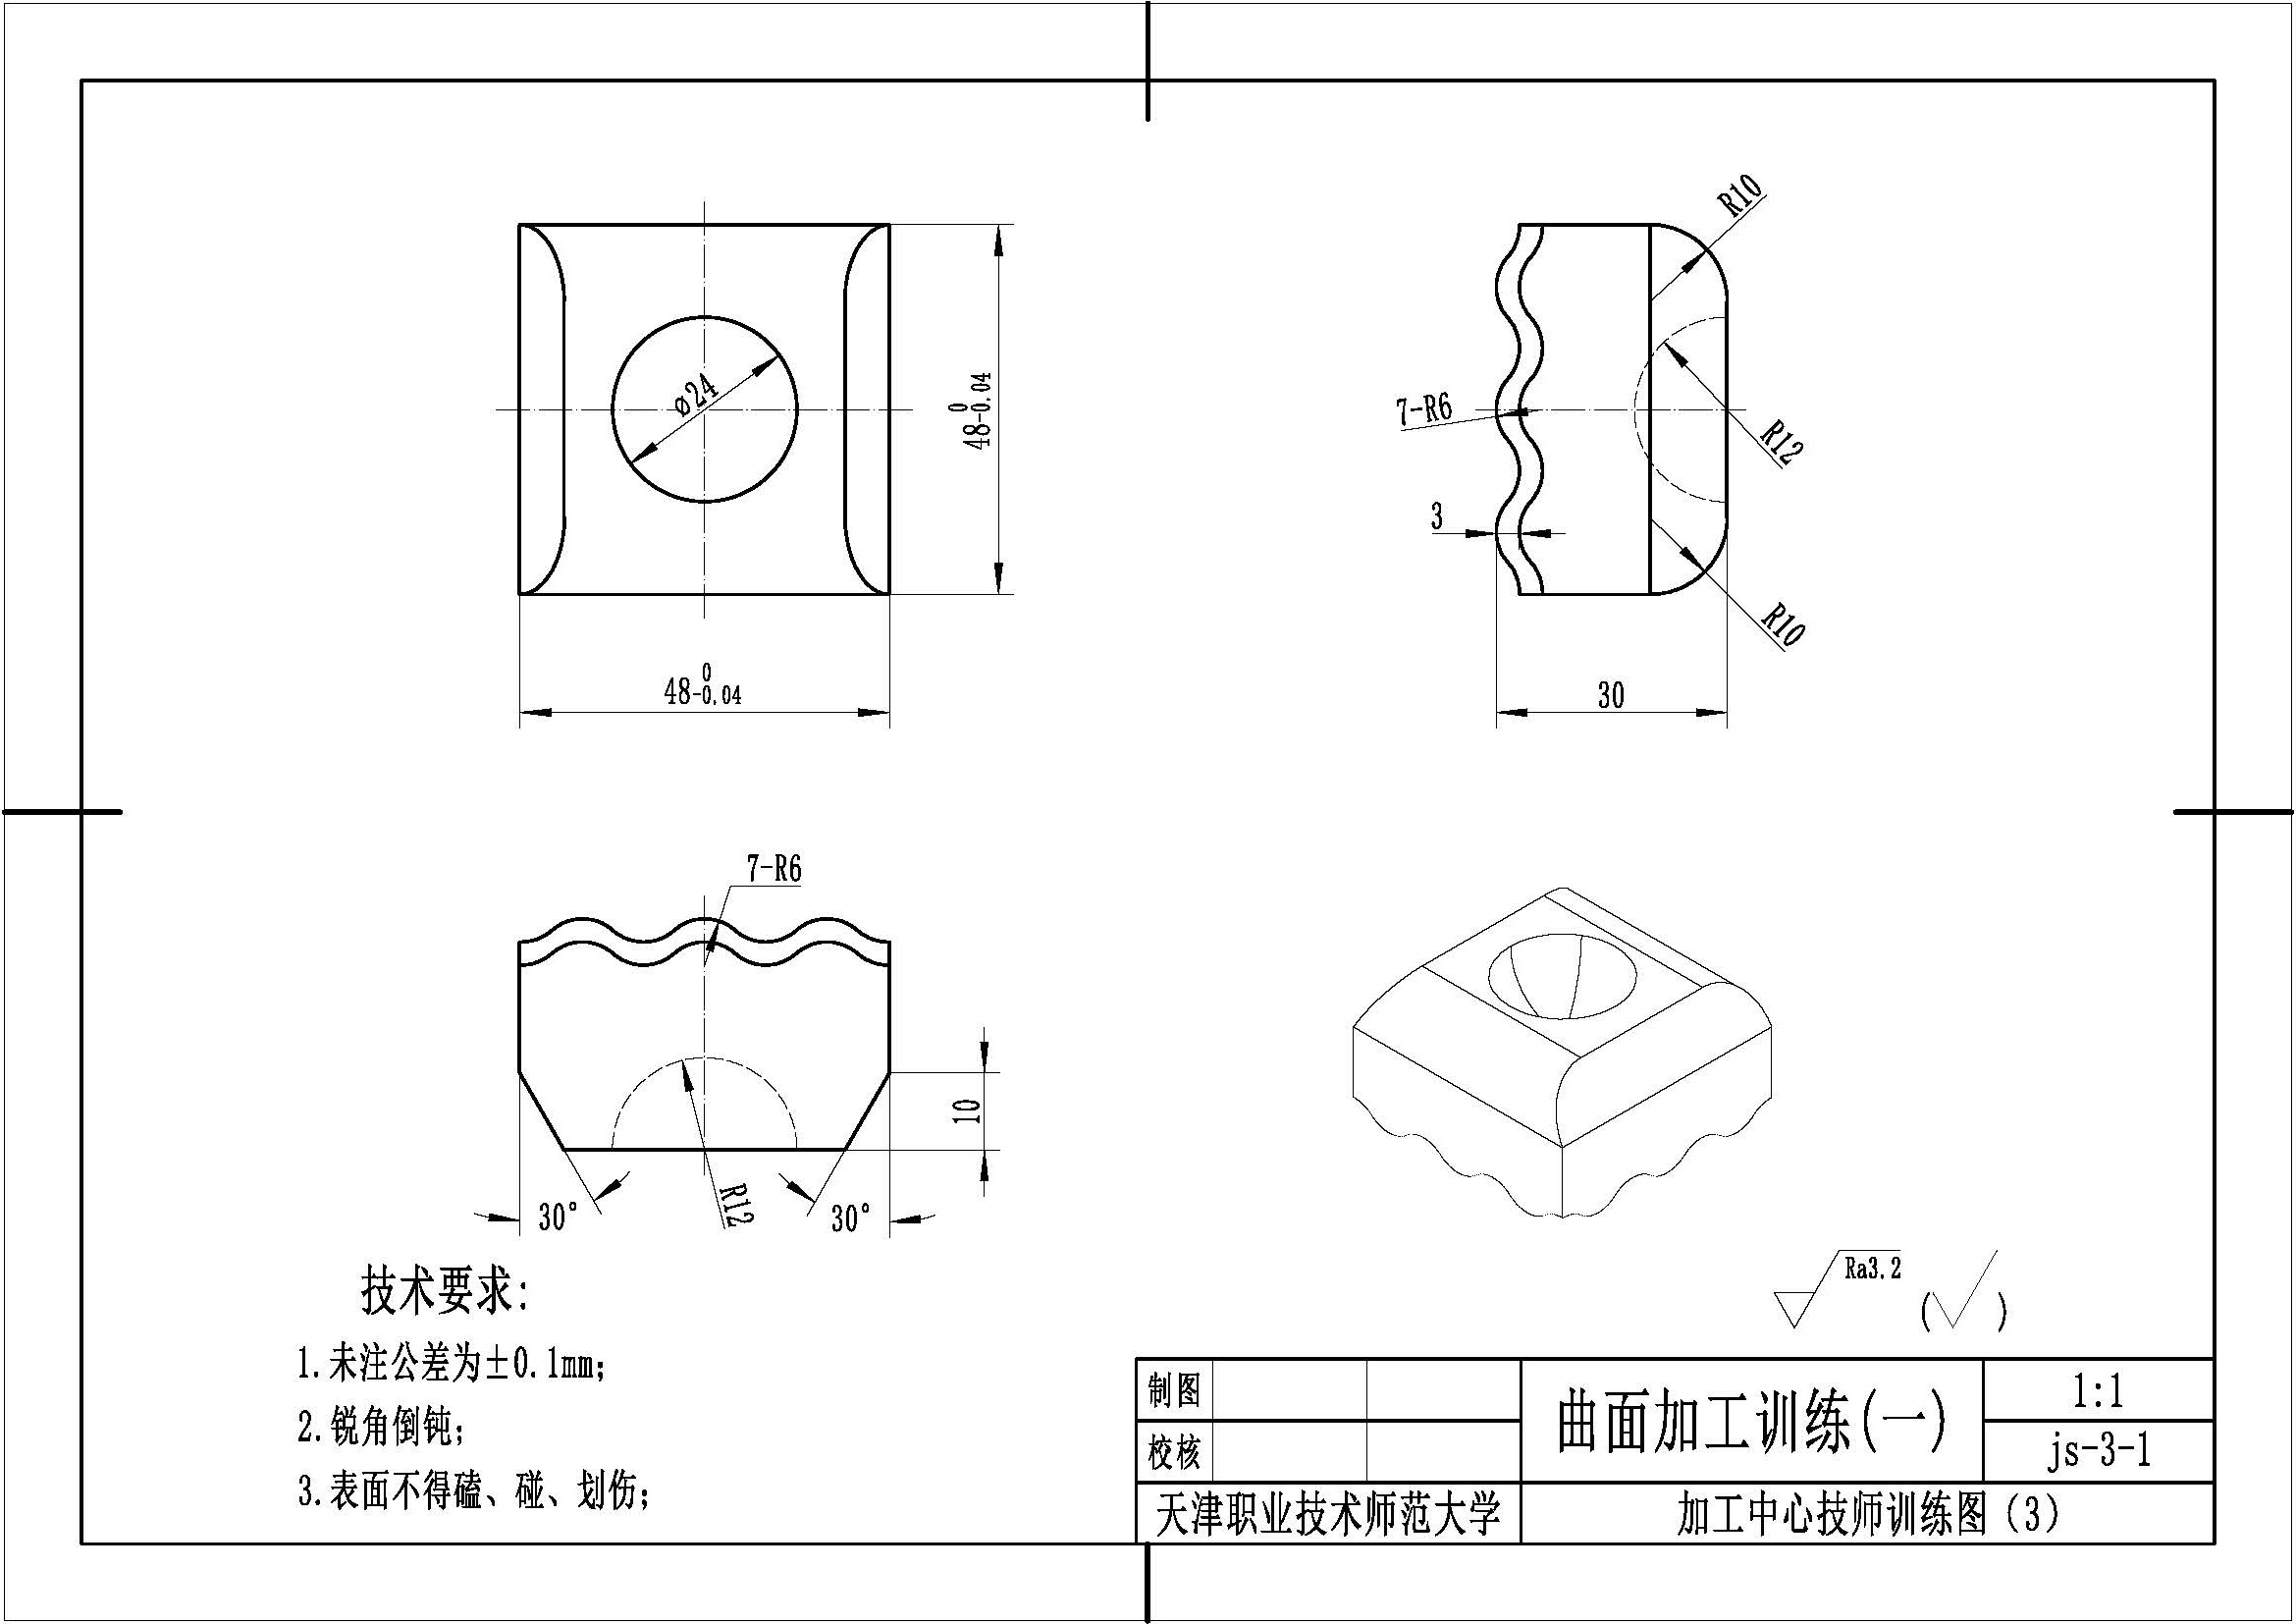 R10
ø24
48 0 -0.04
7-R6
R12
3
R10
48 0 -0.04
30
7-R6
10
30°
R12
30°
技术要求:
1.未注公差为±0.1mm;
2.锐角倒钝;
3.表面不得磕、碰、划伤;
Ra3.2
(√)
制图
校核
曲面加工训练(一)
1:1
js-3-1
天津职业技术师范大学
加工中心技师训练图（3）